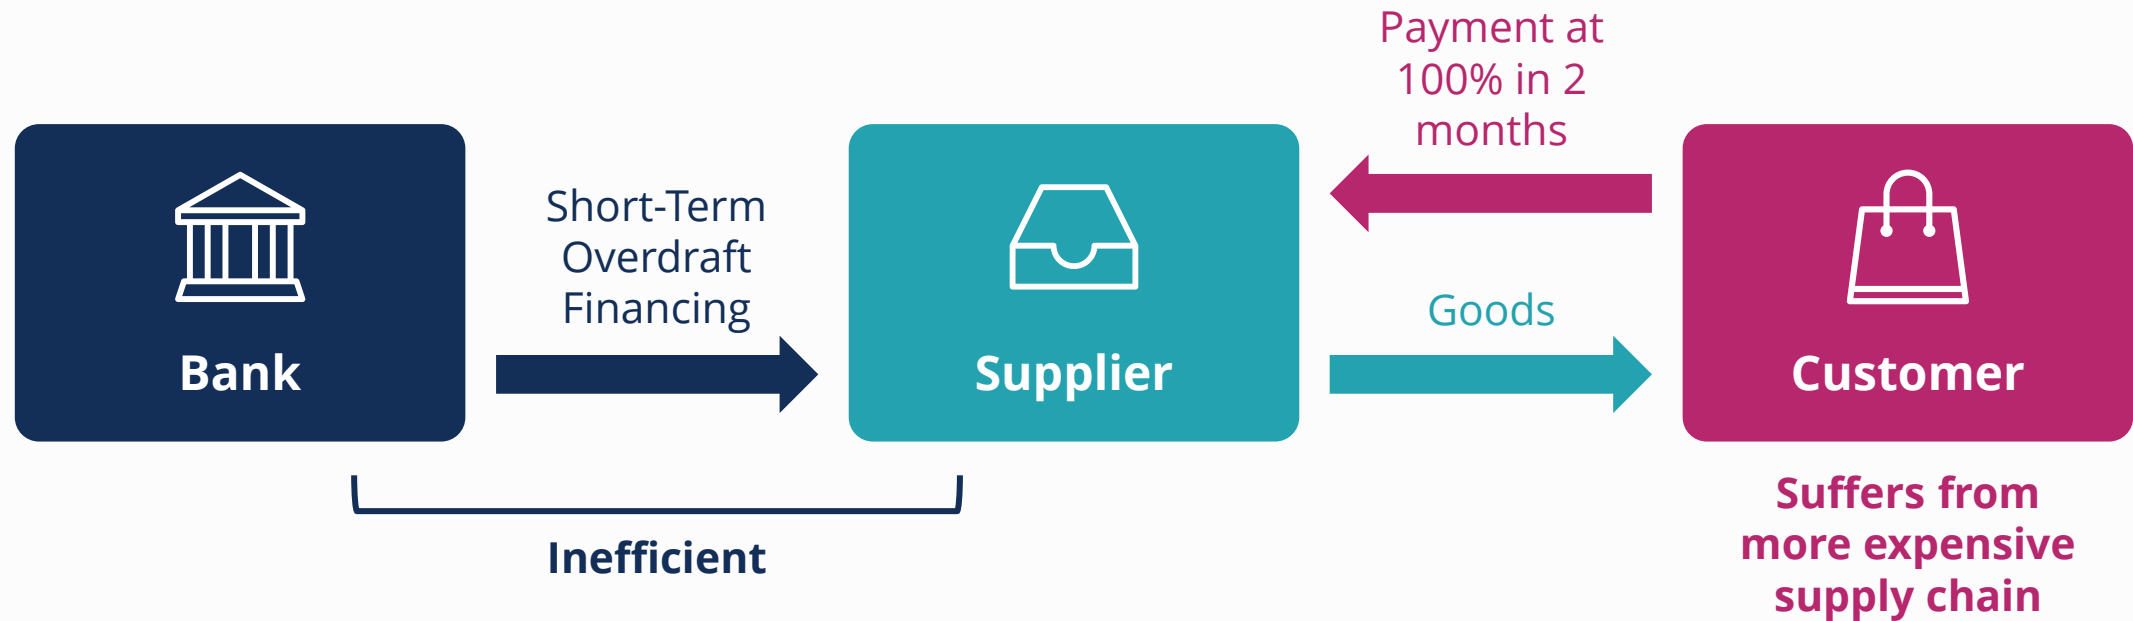 Bank
Short-Term
Overdraft
Financing
Inefficient
Supplier
Payment at
100% in 2
months
Goods
Customer
Suffers from
more expensive
supply chain